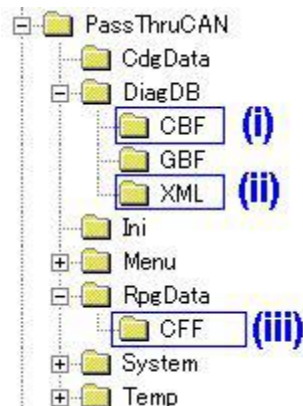 PassThruCAN
CdgData
DiagDB
CBF (i)
GBF
XML (ii)
Ini
Menu
RpgData
CFF (iii)
System
Temp